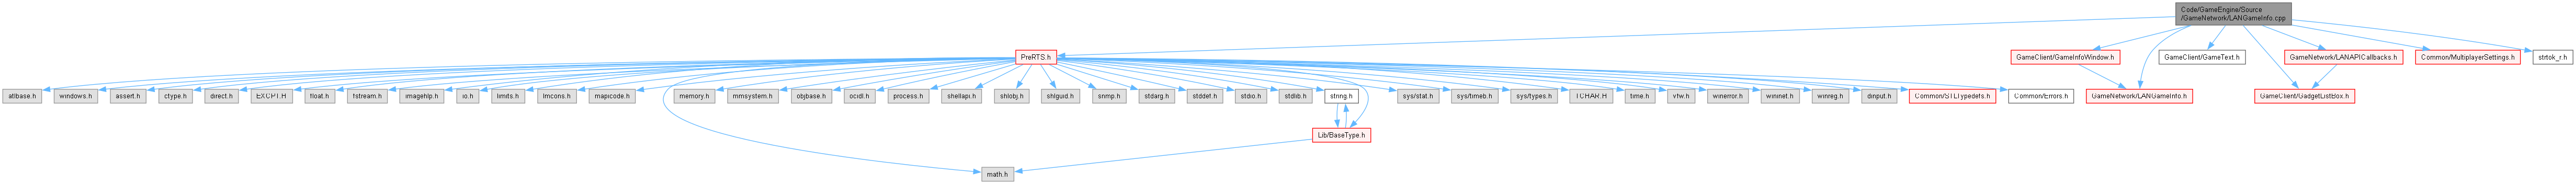 Code/GameEngine/Source
/GameNetwork/LANGameInfo.cpp
PreRTS.h
GameClient/GameInfoWindow.h
GameClient/GameText.h
GameNetwork/LANAPICallbacks.h
Common/MultiplayerSettings.h
strtok_r.h
atlbase.h
windows.h
assert.h
ctype.h
direct.h
EXCPT.H
float.h
fstream.h
imagehlp.h
io.h
limits.h
lmcons.h
mapicode.h
memory.h
mmsystem.h
objbase.h
ocidl.h
process.h
shellapi.h
shlobj.h
shlguid.h
snmp.h
stdarg.h
stddef.h
stdio.h
stdlib.h
string.h
sys/stat.h
sys/timeb.h
sys/types.h
TCHAR.H
time.h
vfw.h
winerror.h
wininet.h
winreg.h
dinput.h
Common/STLTypedefs.h
Common/Errors.h
GameNetwork/LANGameInfo.h
GameClient/GadgetListBox.h
Lib/BaseType.h
math.h